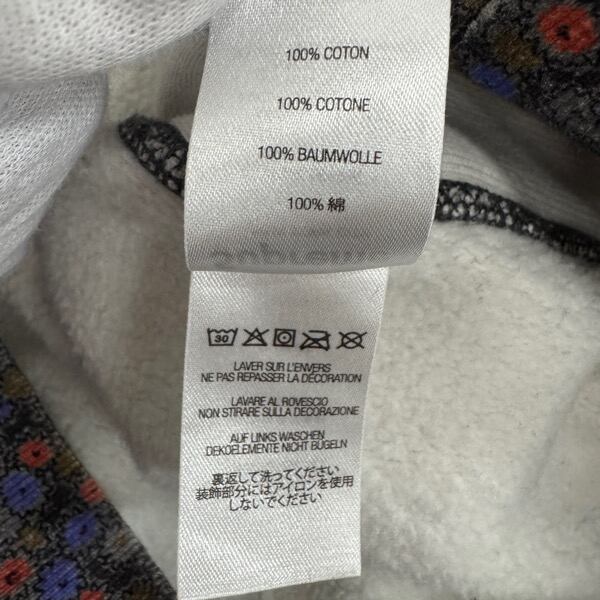 100% COTON
100% COTONE
100% BAUMWOLLE
100% 綿
30
LAVER SUR L'ENVERS
NE PAS REPASSER LA DÉCORATION
LAVARE AL ROVESCIO
NON STIRARE SULLA DECORAZIONE
AUF LINKS WASCHEN
DEKOELEMENTE NICHT BÜGELN
裏返して洗ってください
装飾部分にはアイロンを使用
しないでください